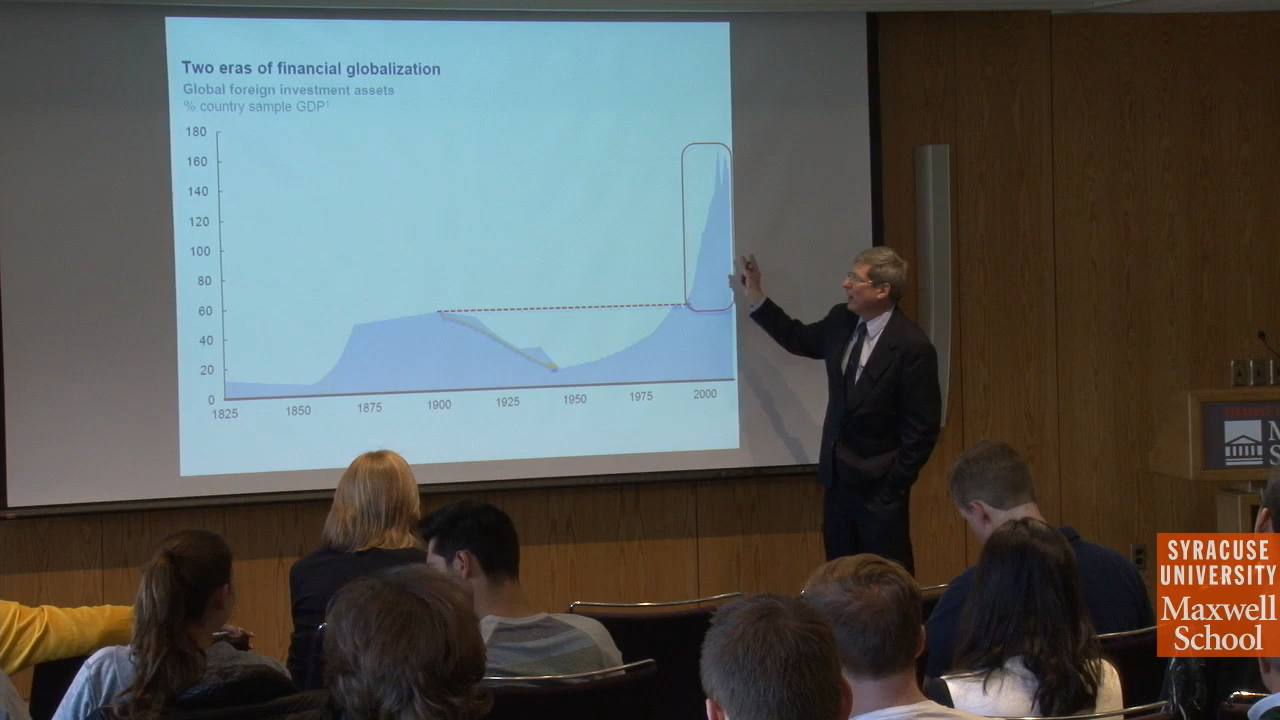 Two eras of financial globalization
Global foreign investment assets
% country sample GDP¹
180
160
140
120
100
80
60
40
20
0
1825 1850 1875 1900 1925 1950 1975 2000
SYRACUSE
UNIVERSITY
Maxwell
School